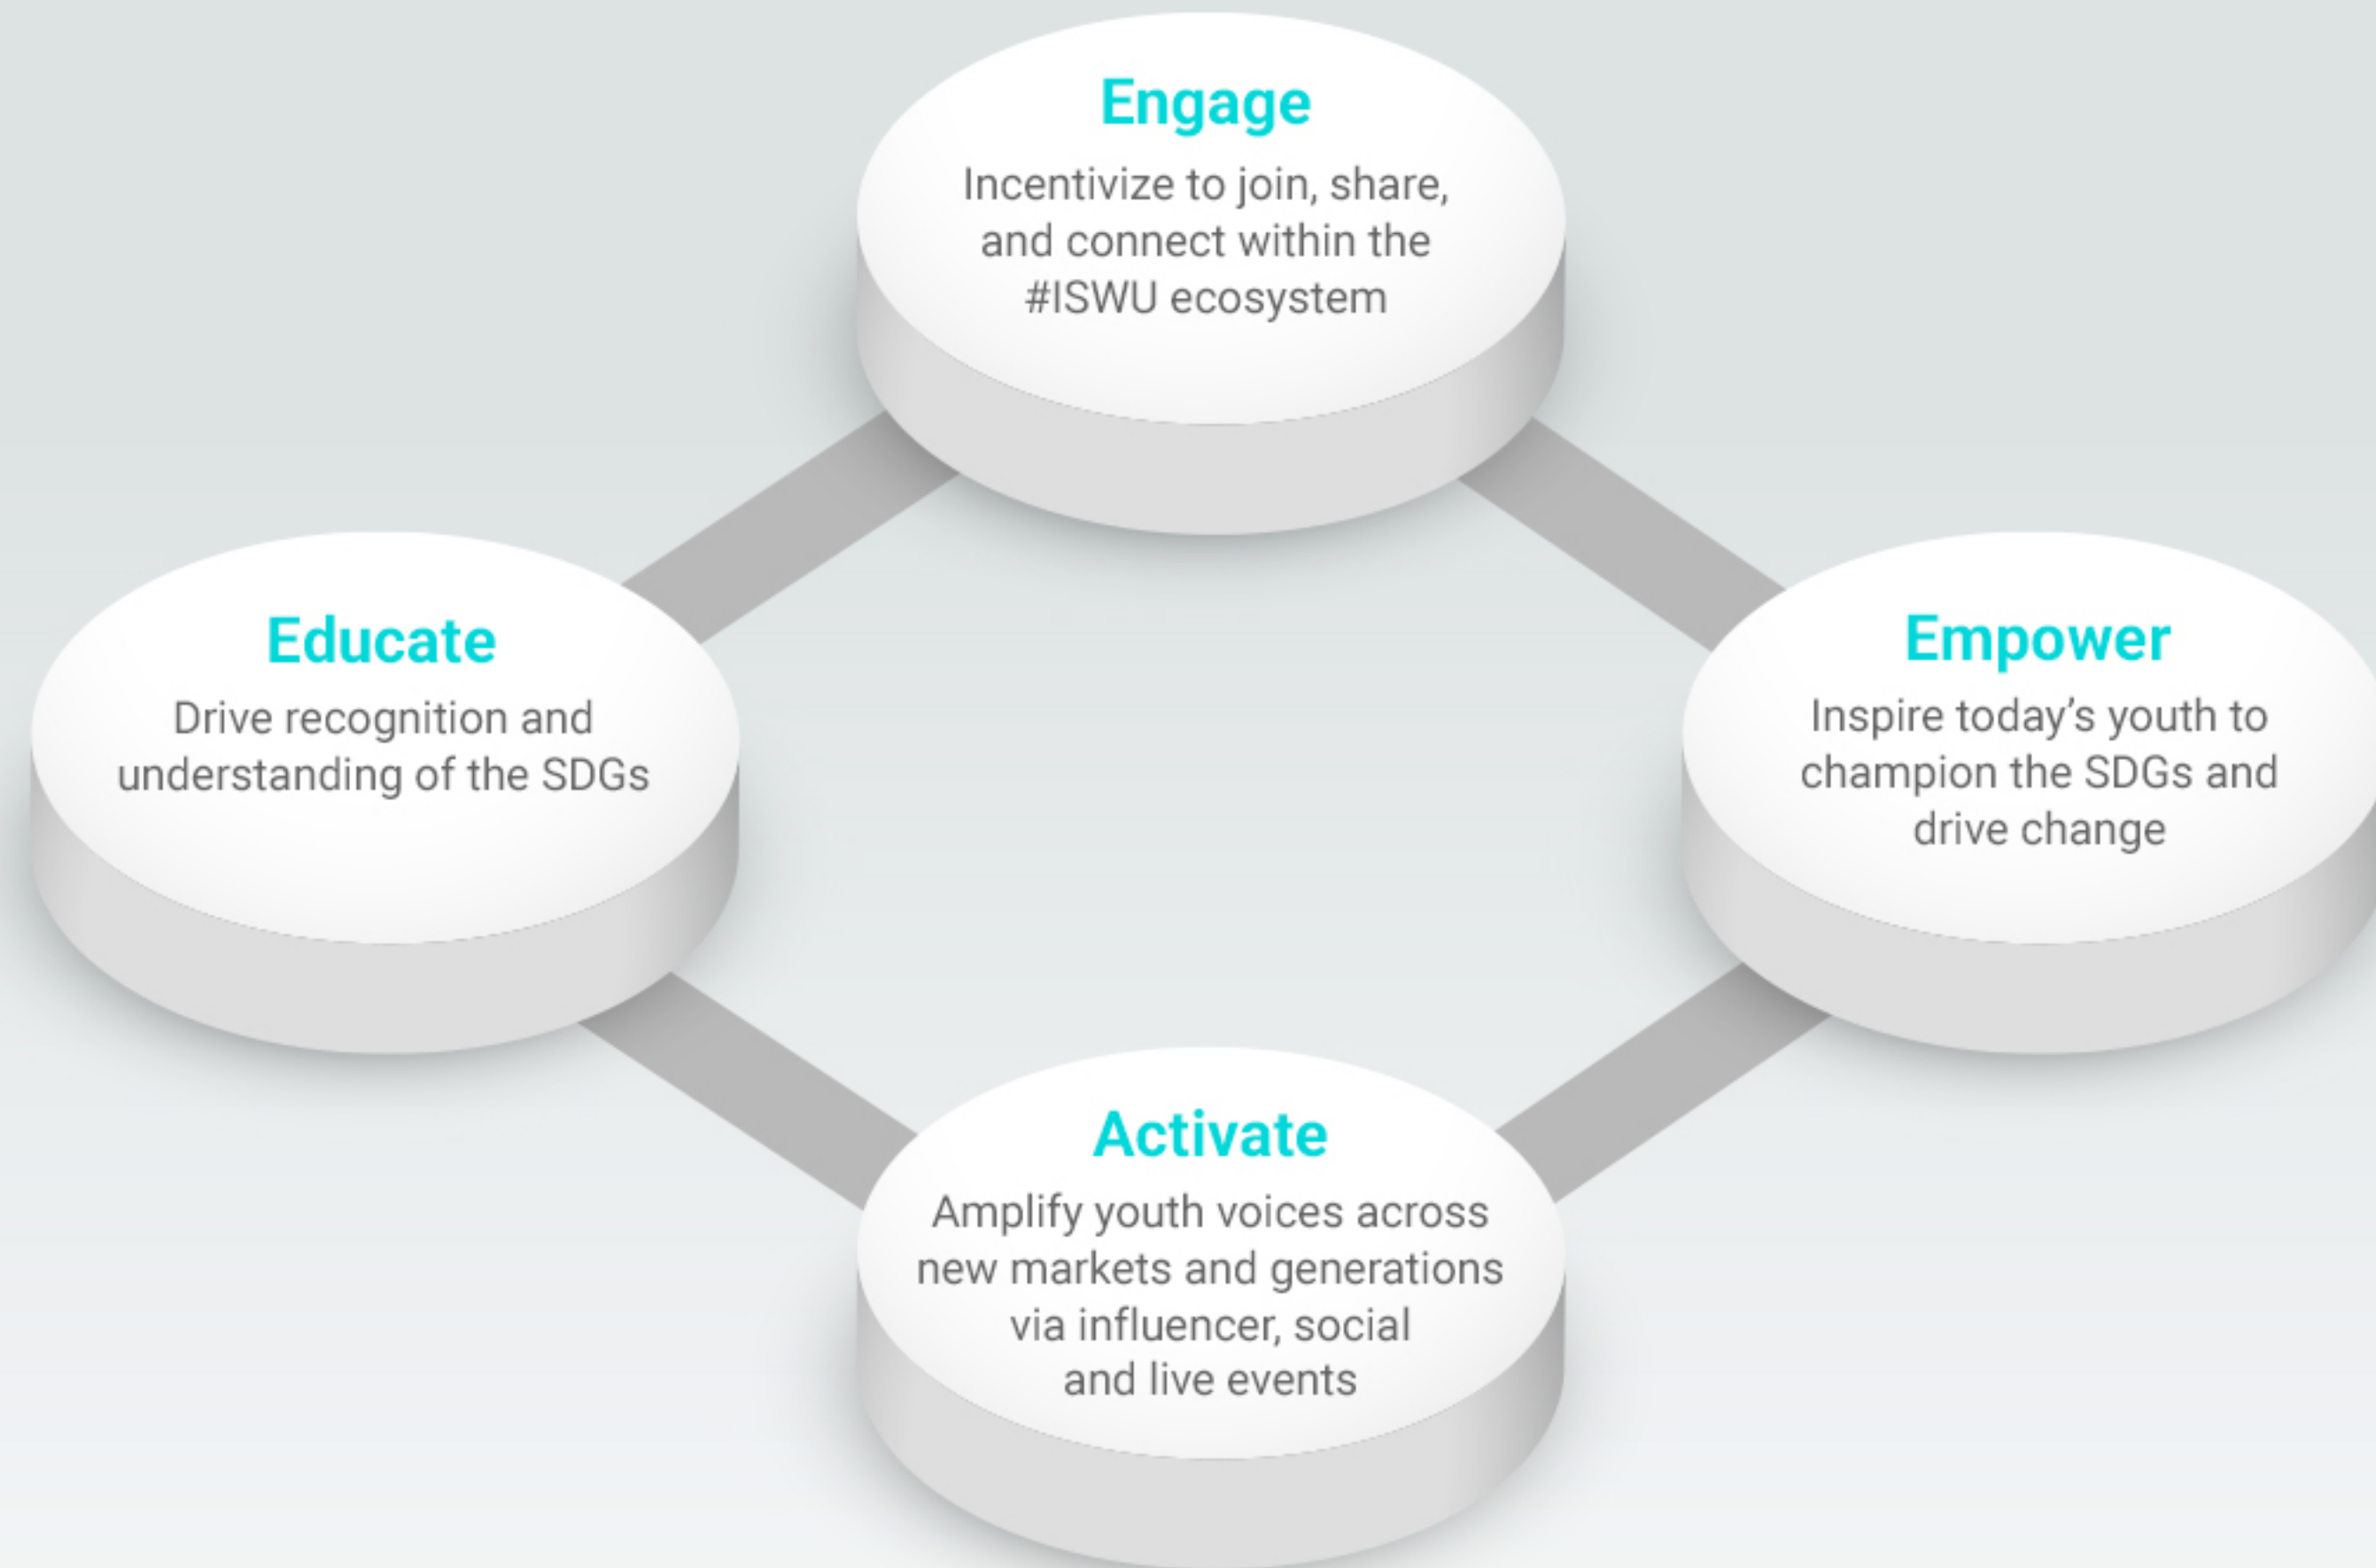 Engage
Incentivize to join, share,
and connect within the
#ISWU ecosystem
Educate
Drive recognition and
understanding of the SDGs
Empower
Inspire today’s youth to
champion the SDGs and
drive change
Activate
Amplify youth voices across
new markets and generations
via influencer, social
and live events